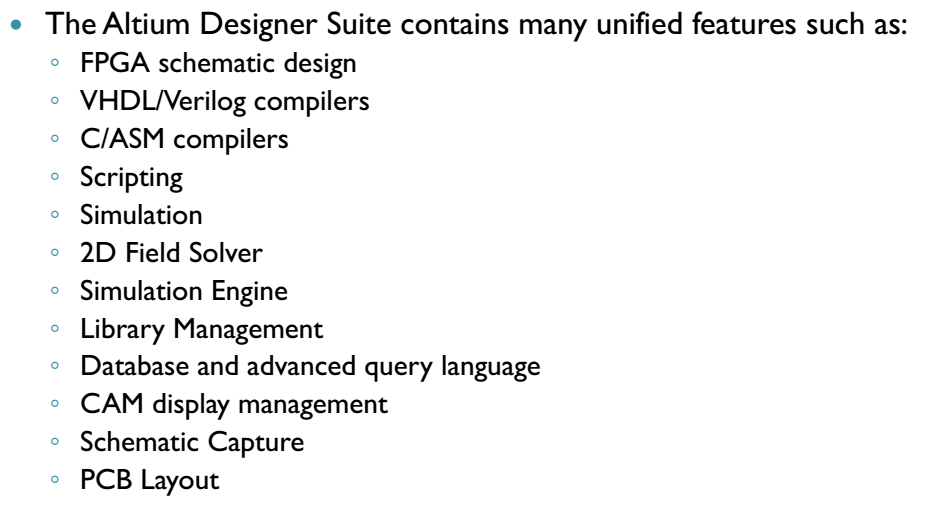 • The Altium Designer Suite contains many unified features such as:
◦ FPGA schematic design
◦ VHDL/Verilog compilers
◦ C/ASM compilers
◦ Scripting
◦ Simulation
◦ 2D Field Solver
◦ Simulation Engine
◦ Library Management
◦ Database and advanced query language
◦ CAM display management
◦ Schematic Capture
◦ PCB Layout